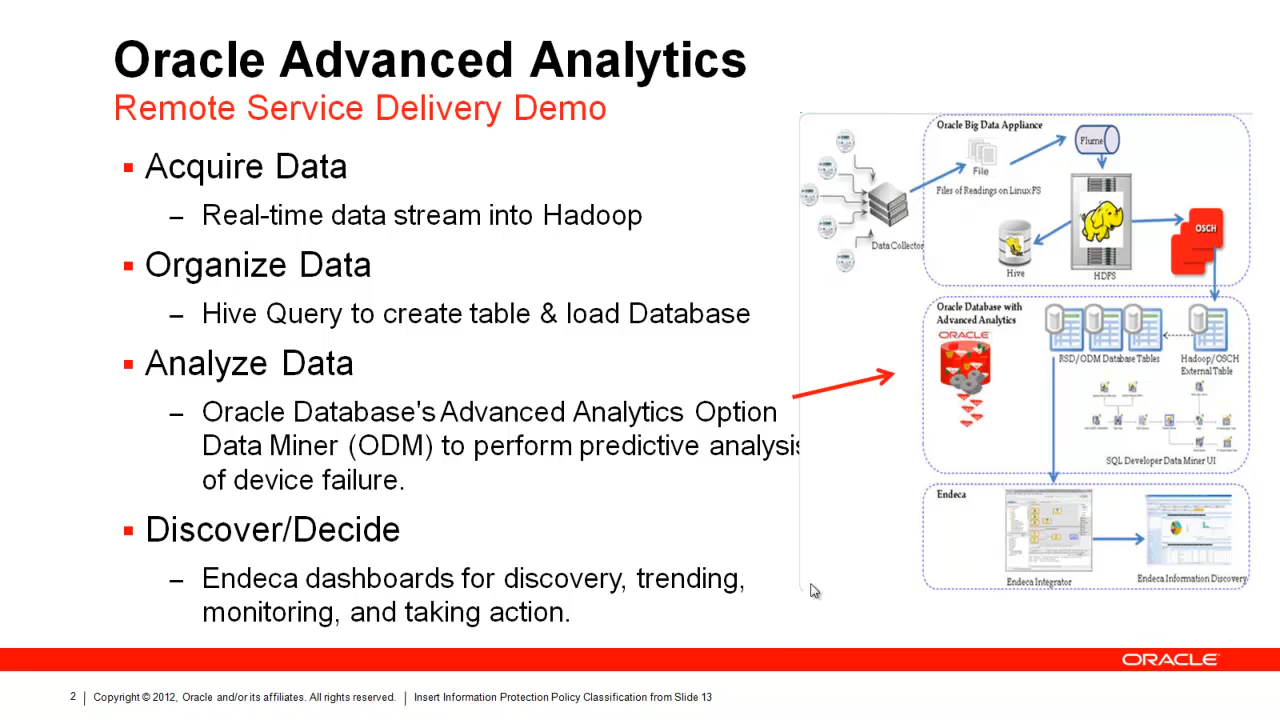 Oracle Advanced Analytics
Remote Service Delivery Demo
▪ Acquire Data
– Real-time data stream into Hadoop
▪ Organize Data
– Hive Query to create table & load Database
▪ Analyze Data
– Oracle Database's Advanced Analytics Option
Data Miner (ODM) to perform predictive analysis
of device failure.
▪ Discover/Decide
– Endeca dashboards for discovery, trending,
monitoring, and taking action.
Oracle Big Data Appliance
Flume
File
Files of Readings on Linux FS
Data Collector
OSCH
Hive
HDFS
Oracle Database with
Advanced Analytics
ORACLE
RSD/ODM Database Tables
Hadoop/OSCH
External Table
SQL Developer Data Miner UI
Endeca
Endeca Integrator
Endeca Information Discovery
ORACLE
2
Copyright © 2012, Oracle and/or its affiliates. All rights reserved.
Insert Information Protection Policy Classification from Slide 13